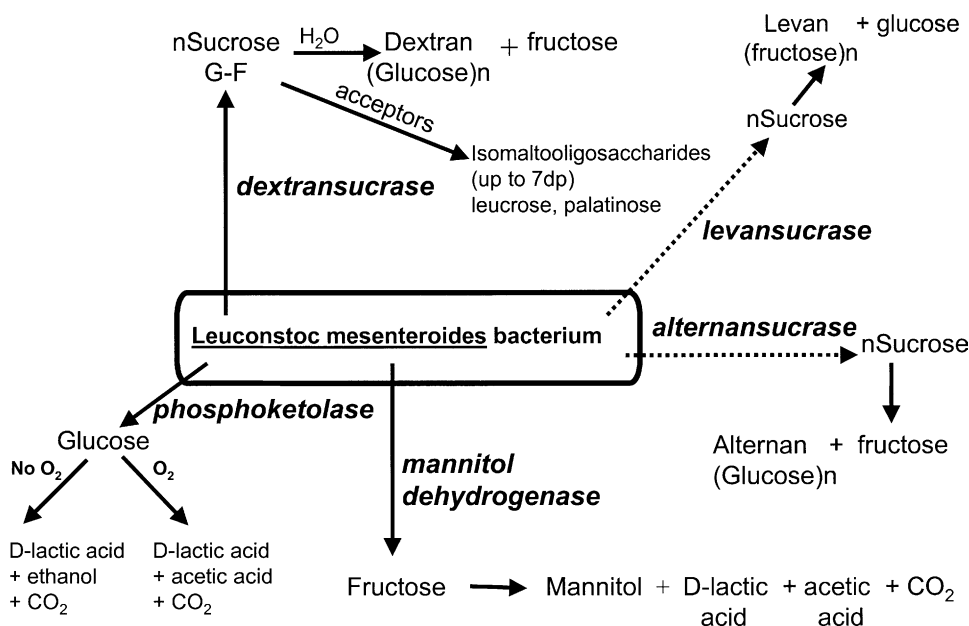 nSucrose
G-F
H₂O
Dextran
(Glucose)n
+ fructose
acceptors
Isomaltooligosaccharides
(up to 7dp)
leucrose, palatinose
dextransucrase
Levan
(fructose)n
+ glucose
nSucrose
levansucrase
Leuconstoc mesenteroides bacterium
alternansucrase
nSucrose
Alternan + fructose
(Glucose)n
phosphoketolase
Glucose
No O₂
O₂
D-lactic acid
+ ethanol
+ CO₂
D-lactic acid
+ acetic acid
+ CO₂
mannitol
dehydrogenase
Fructose
Mannitol + D-lactic + acetic + CO₂
acid acid